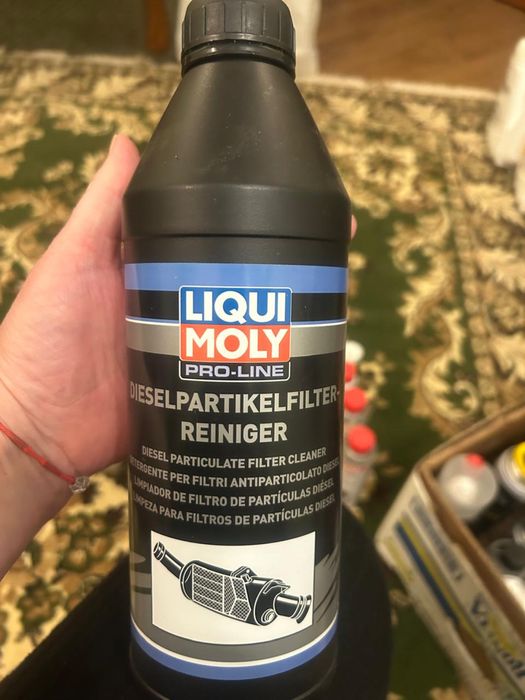 LIQUI
MOLY
PRO-LINE
DIESELPARTIKELFILTER-
REINIGER
DIESEL PARTICULATE FILTER CLEANER
DETERGENTE PER FILTRI ANTIPARTICOLATO DIESEL
LIMPIADOR DE FILTRO DE PARTÍCULAS DIÉSEL
LIMPEZA PARA FILTROS DE PARTÍCULAS DIESEL